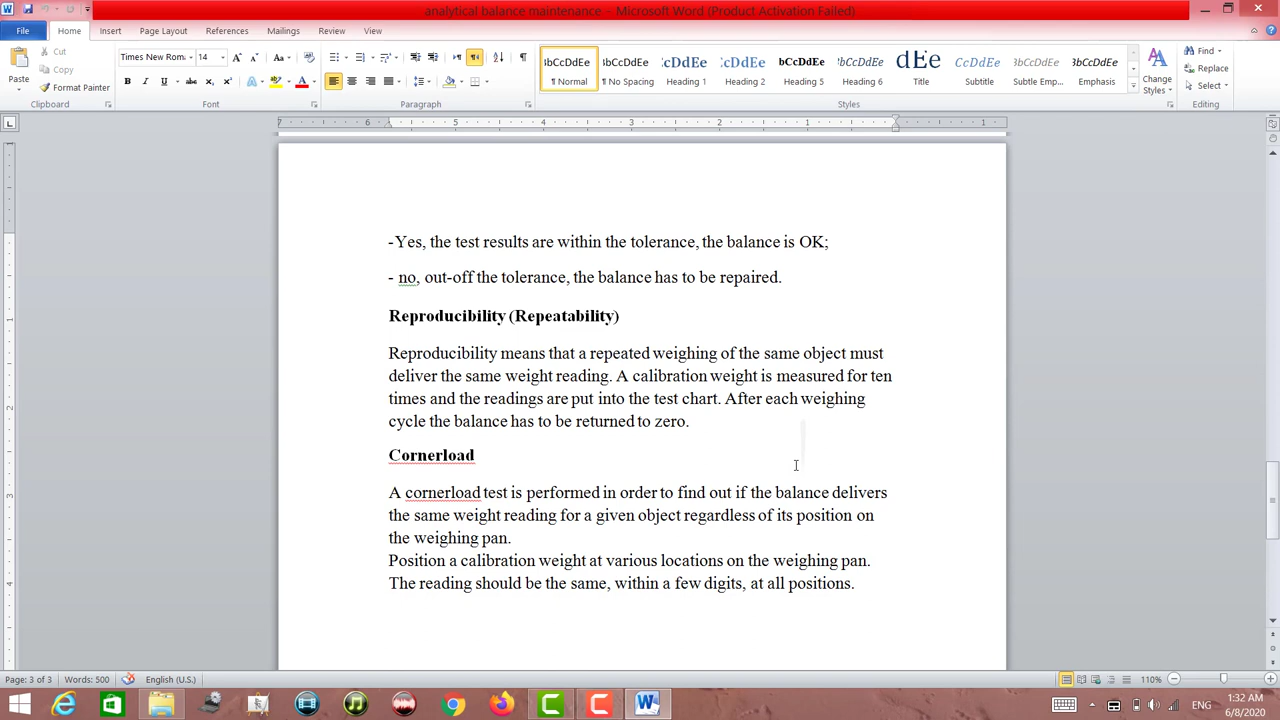 analytical balance maintenance - Microsoft Word (Product Activation Failed)
File Home Insert Page Layout References Mailings Review View
Paste
Cut
Copy
Format Painter
Clipboard
Times New Rom 14
Font
Paragraph
AaBbCcDdEe ¶ Normal
No Spacing
Heading 1
Heading 2
Heading 5
Heading 6
Title
Subtitle
Subtle Emp...
Emphasis
Styles
Change Styles
Find
Replace
Select
Editing
-Yes, the test results are within the tolerance, the balance is OK;
- no, out-off the tolerance, the balance has to be repaired.
Reproducibility (Repeatability)
Reproducibility means that a repeated weighing of the same object must
deliver the same weight reading. A calibration weight is measured for ten
times and the readings are put into the test chart. After each weighing
cycle the balance has to be returned to zero.
Cornerload
A cornerload test is performed in order to find out if the balance delivers
the same weight reading for a given object regardless of its position on
the weighing pan.
Position a calibration weight at various locations on the weighing pan.
The reading should be the same, within a few digits, at all positions.
Page: 3 of 3 Words: 500 English (U.S.) 110%
ENG 1:32 AM
6/8/2020